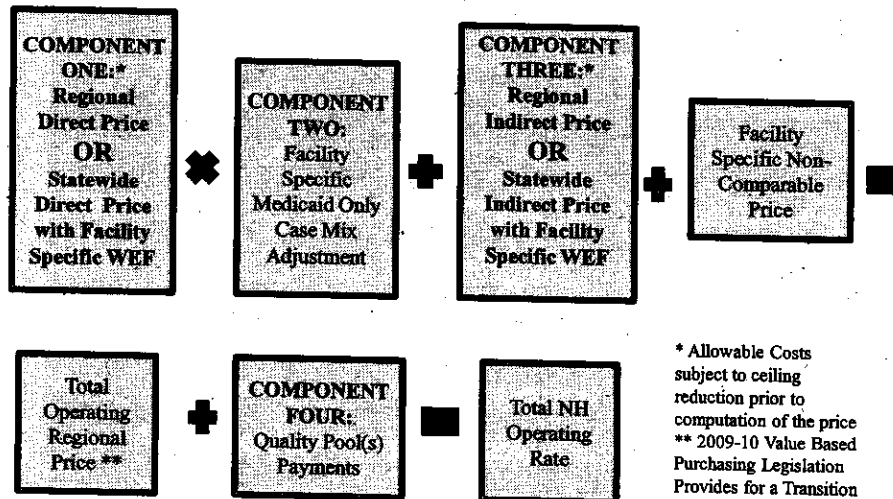 COMPONENT
ONE:*
Regional
Direct Price
OR
Statewide
Direct Price
with Facility
Specific WEF
COMPONENT
TWO:
Facility
Specific
Medicaid Only
Case Mix
Adjustment
COMPONENT
THREE:*
Regional
Indirect Price
OR
Statewide
Indirect Price
with Facility
Specific WEF
Facility
Specific Non-
Comparable
Price
Total
Operating
Regional
Price **
COMPONENT
FOUR:
Quality Pool(s)
Payments
Total NH
Operating
Rate
* Allowable Costs
subject to ceiling
reduction prior to
computation of the price
** 2009-10 Value Based
Purchasing Legislation
Provides for a Transition